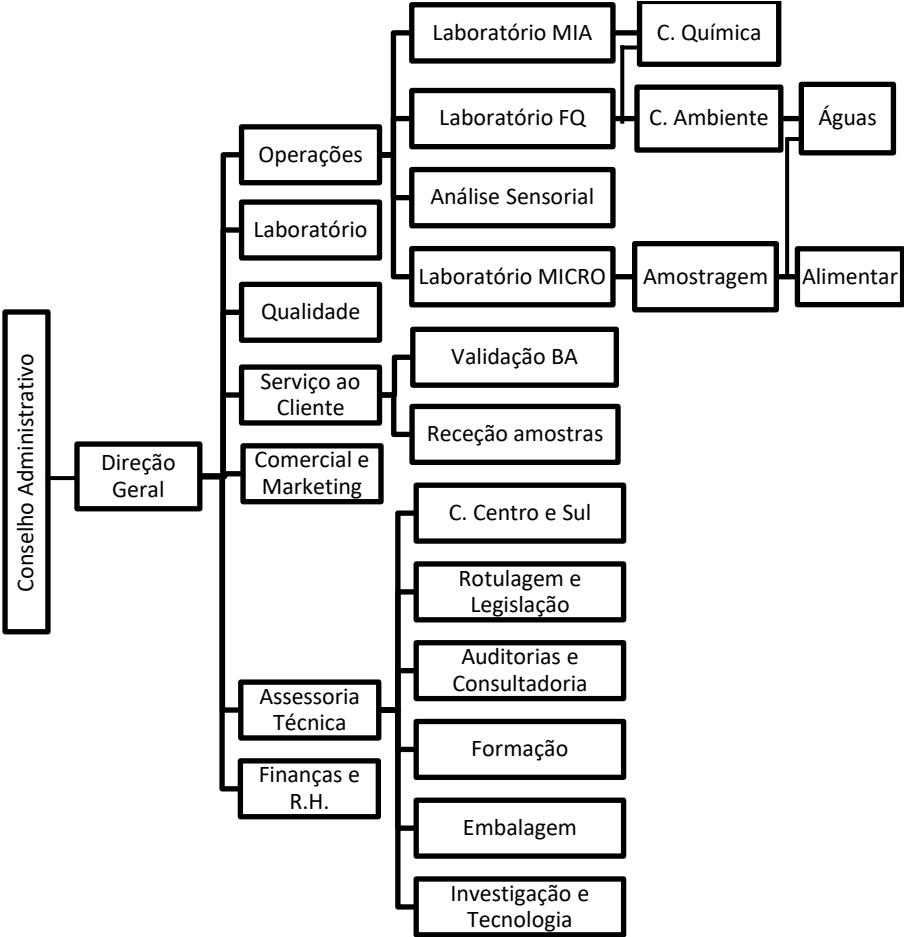 Conselho Administrativo
Direção
Geral
Operações
Laboratório
Qualidade
Serviço ao
Cliente
Comercial e
Marketing
Assessoria
Técnica
Finanças e
R.H.
Laboratório MIA
Laboratório FQ
Análise Sensorial
Laboratório MICRO
Validação BA
Receção amostras
C. Centro e Sul
Rotulagem e
Legislação
Auditorias e
Consultadoria
Formação
Embalagem
Investigação e
Tecnologia
C. Química
C. Ambiente
Amostragem
Águas
Alimentar